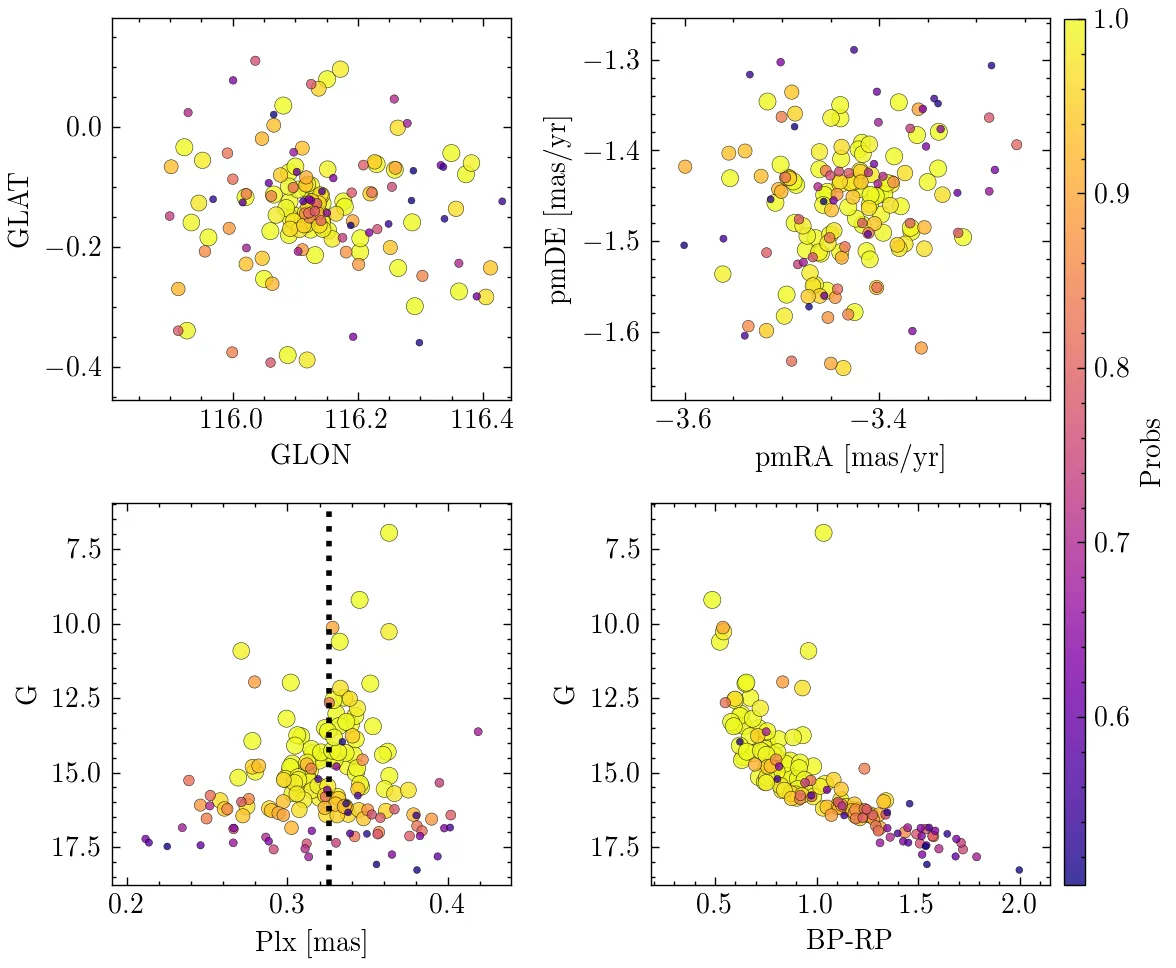 0.0
−0.2
−0.4
GLAT
116.0 116.2 116.4
GLON
−1.3
−1.4
−1.5
−1.6
pmDE [mas/yr]
−3.6 −3.4
pmRA [mas/yr]
1.0
0.9
0.8
0.7
0.6
Probs
7.5
10.0
12.5
15.0
17.5
G
0.2 0.3 0.4
Plx [mas]
7.5
10.0
12.5
15.0
17.5
G
0.5 1.0 1.5 2.0
BP-RP